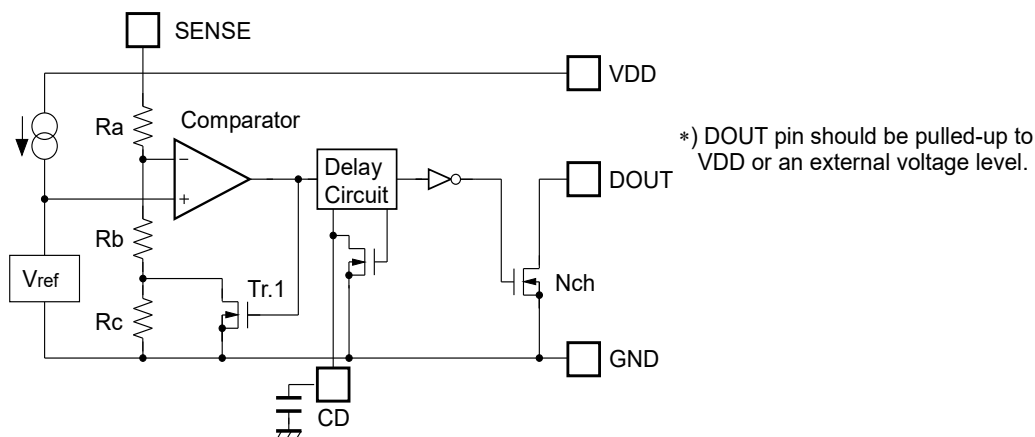 SENSE
VDD
Ra
Comparator
−
+
Delay
Circuit
DOUT
∗) DOUT pin should be pulled-up to
VDD or an external voltage level.
Rb
Vref
Tr.1
Nch
Rc
GND
CD